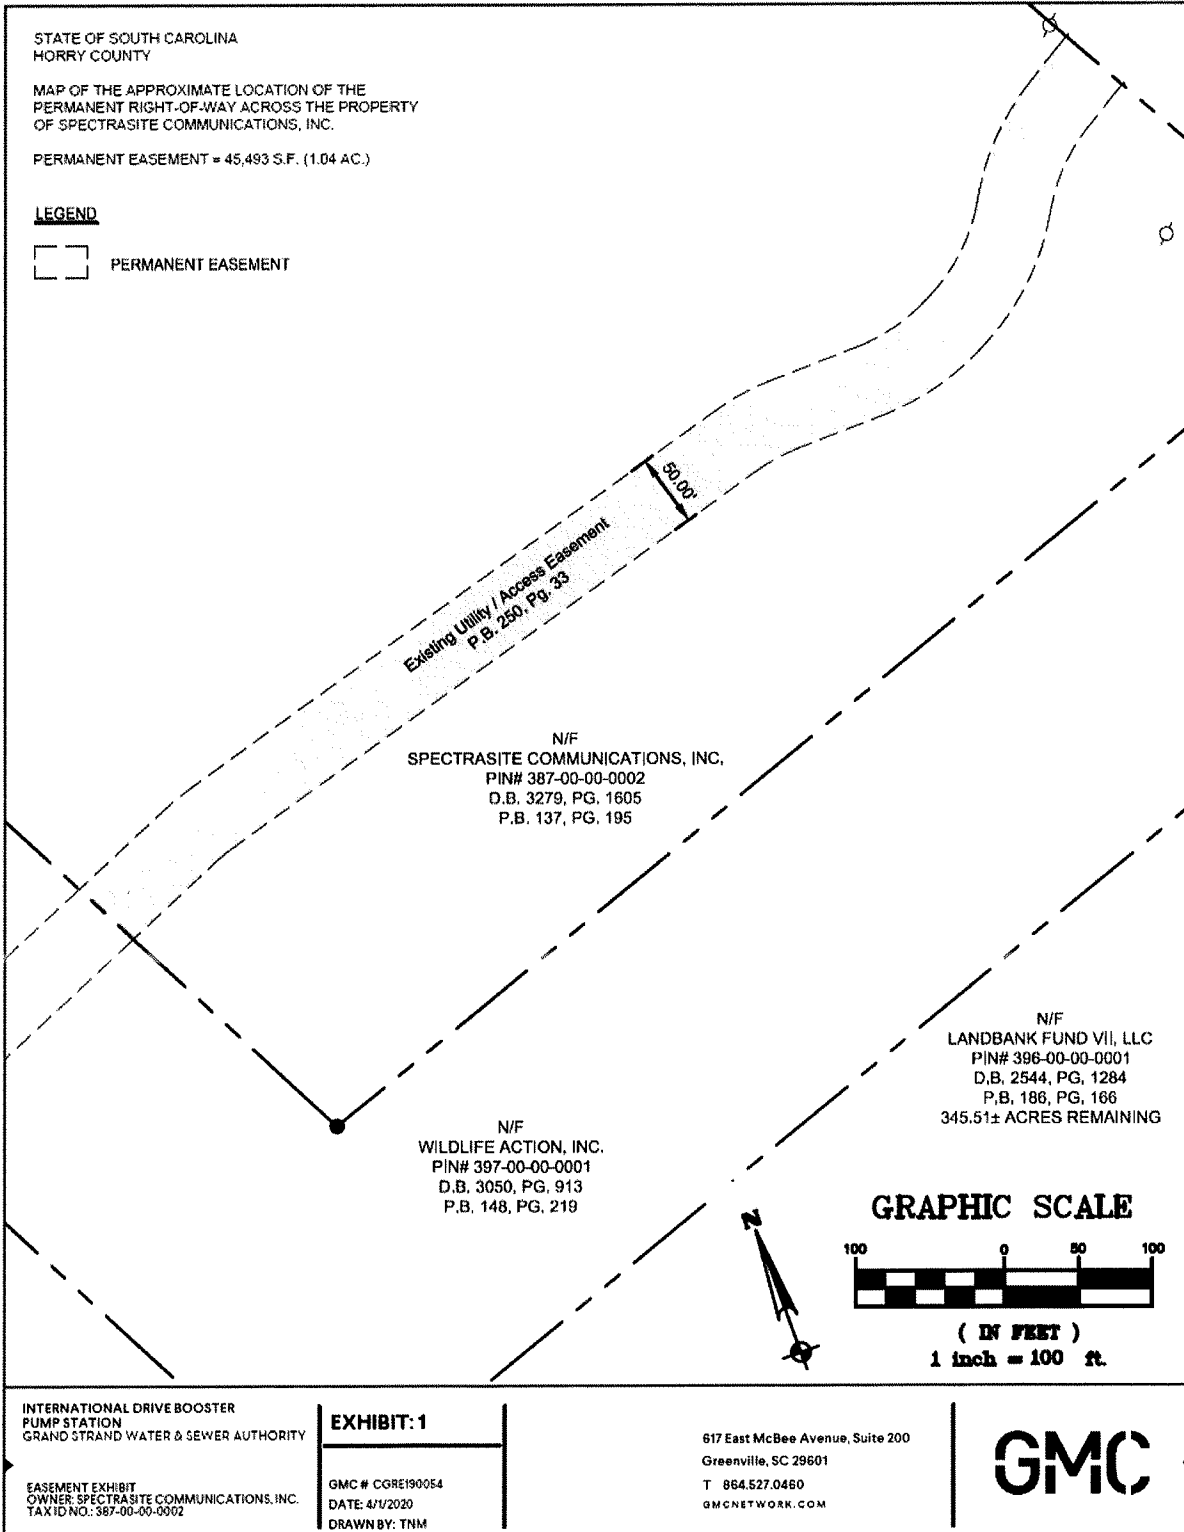 STATE OF SOUTH CAROLINA
HORRY COUNTY
MAP OF THE APPROXIMATE LOCATION OF THE
PERMANENT RIGHT-OF-WAY ACROSS THE PROPERTY
OF SPECTRASITE COMMUNICATIONS, INC.
PERMANENT EASEMENT = 45,493 S.F. (1.04 AC.)
LEGEND
PERMANENT EASEMENT
50.00'
Existing Utility / Access Easement
P.B. 250, Pg. 33
N/F
SPECTRASITE COMMUNICATIONS, INC.
PIN# 387-00-00-0002
D.B. 3279, PG. 1605
P.B. 137, PG. 195
N/F
LANDBANK FUND VII, LLC
PIN# 396-00-00-0001
D.B. 2544, PG. 1284
P.B. 186, PG. 166
345.51± ACRES REMAINING
N/F
WILDLIFE ACTION, INC.
PIN# 397-00-00-0001
D.B. 3050, PG. 913
P.B. 148, PG. 219
N
GRAPHIC SCALE
100 0 50 100
( IN FEET )
1 inch = 100 ft.
INTERNATIONAL DRIVE BOOSTER
PUMP STATION
GRAND STRAND WATER & SEWER AUTHORITY
EASEMENT EXHIBIT
OWNER: SPECTRASITE COMMUNICATIONS, INC.
TAX ID NO.: 387-00-00-0002
EXHIBIT: 1
GMC # CGRE190054
DATE: 4/1/2020
DRAWN BY: TNM
617 East McBee Avenue, Suite 200
Greenville, SC 29601
T 864.527.0460
GMCNETWORK.COM
GMC